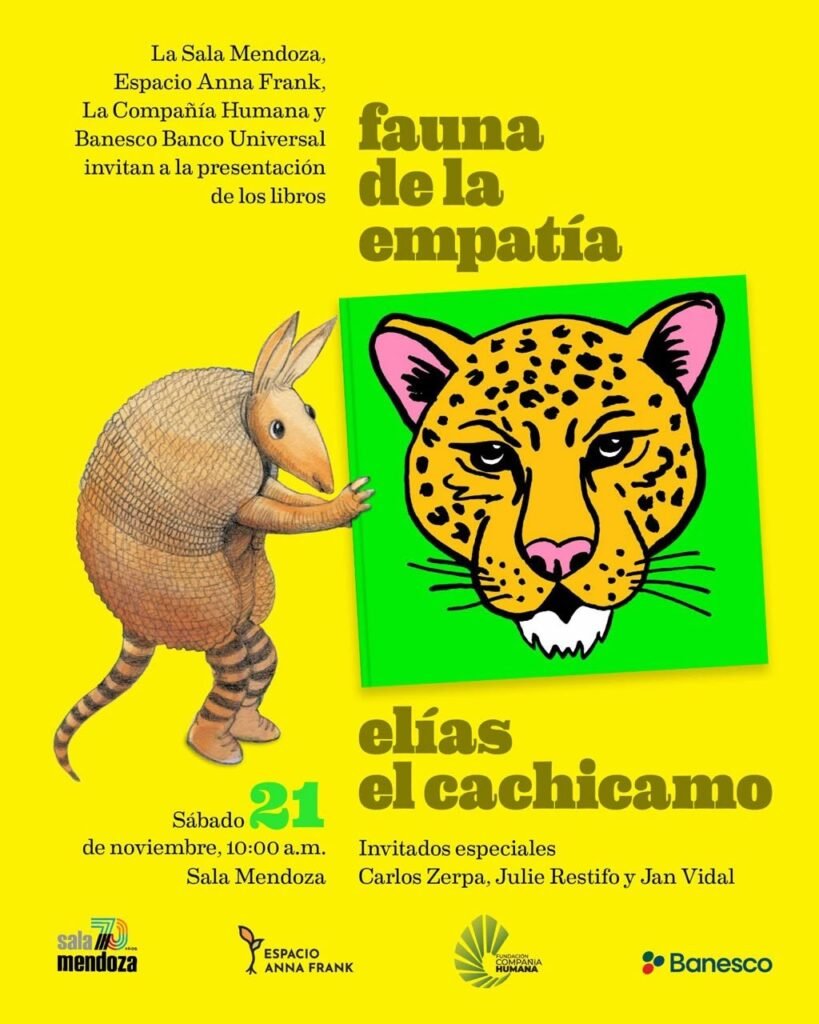 La Sala Mendoza,
Espacio Anna Frank,
La Compañía Humana y
Banesco Banco Universal
invitan a la presentación
de los libros
fauna
de la
empatía
elías
el cachicamo
Sábado 21
de noviembre, 10:00 a.m.
Sala Mendoza
Invitados especiales
Carlos Zerpa, Julie Restifo y Jan Vidal
sala 70 años
mendoza
ESPACIO
ANNA FRANK
FUNDACIÓN
COMPAÑÍA
HUMANA
Banesco